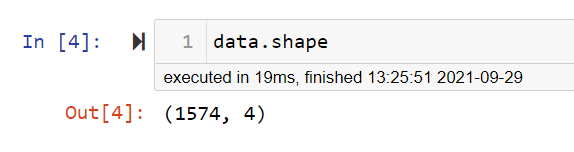 In [4]: 1 data.shape
executed in 19ms, finished 13:25:51 2021-09-29
Out[4]: (1574, 4)